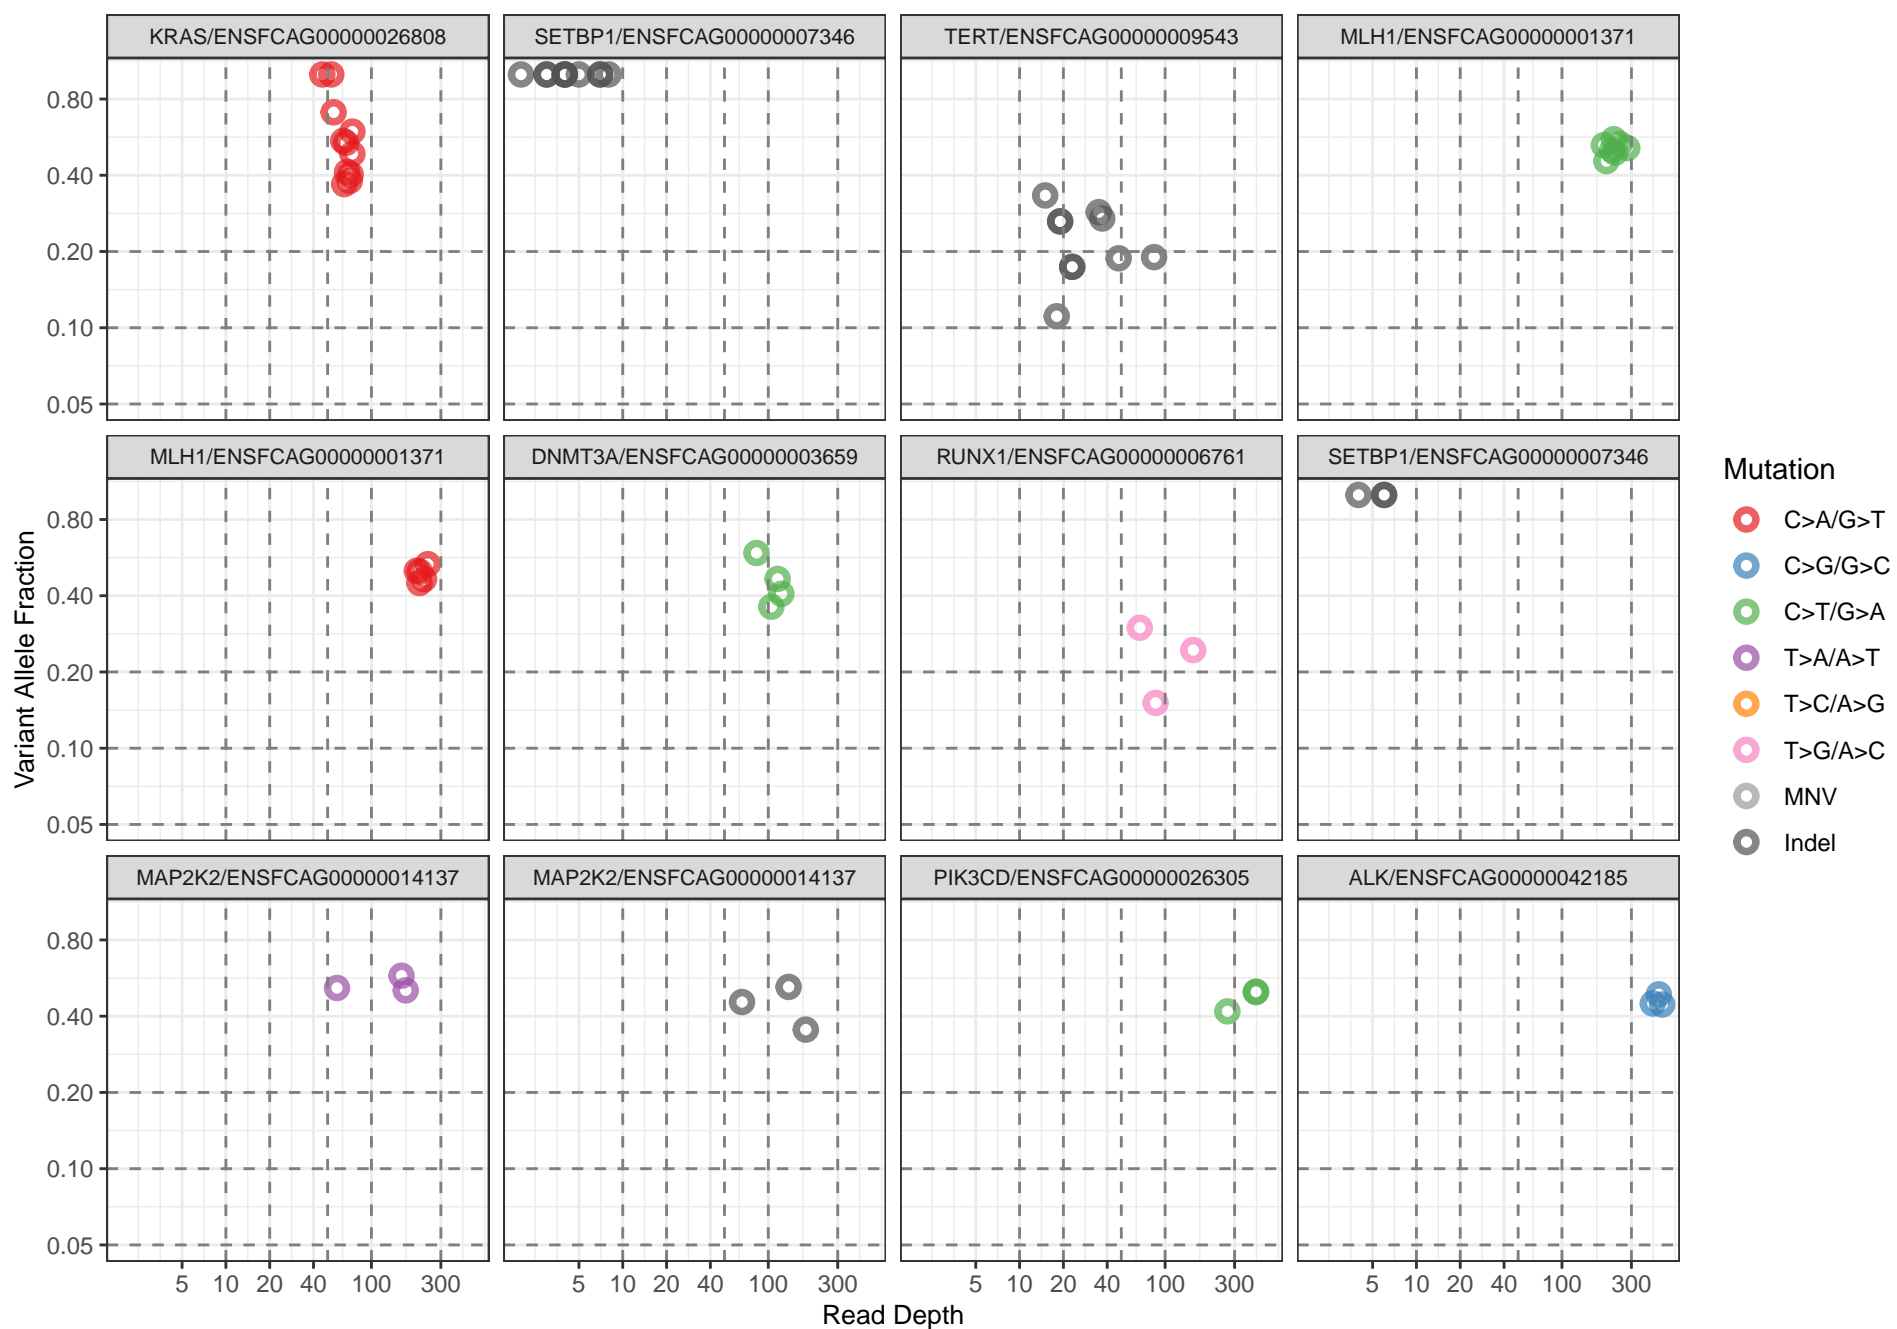 KRAS/ENSFCAG00000026808 SETBP1/ENSFCAG00000007346 TERT/ENSFCAG00000009543 MLH1/ENSFCAG00000001371
0.80
0.40
0.20
0.10
0.05
MLH1/ENSFCAG00000001371 DNMT3A/ENSFCAG00000003659 RUNX1/ENSFCAG00000006761 SETBP1/ENSFCAG00000007346
0.80
0.40
0.20
0.10
0.05
Variant Allele Fraction
MAP2K2/ENSFCAG00000014137 MAP2K2/ENSFCAG00000014137 PIK3CD/ENSFCAG00000026305 ALK/ENSFCAG00000042185
0.80
0.40
0.20
0.10
0.05
5 10 20 40 100 300 5 10 20 40 100 300 5 10 20 40 100 300 5 10 20 40 100 300
Read Depth
Mutation
C>A/G>T
C>G/G>C
C>T/G>A
T>A/A>T
T>C/A>G
T>G/A>C
MNV
Indel